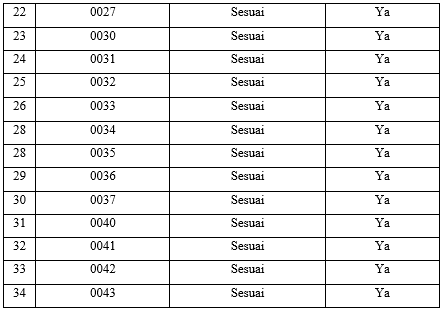 22 0027 Sesuai Ya
23 0030 Sesuai Ya
24 0031 Sesuai Ya
25 0032 Sesuai Ya
26 0033 Sesuai Ya
28 0034 Sesuai Ya
28 0035 Sesuai Ya
29 0036 Sesuai Ya
30 0037 Sesuai Ya
31 0040 Sesuai Ya
32 0041 Sesuai Ya
33 0042 Sesuai Ya
34 0043 Sesuai Ya